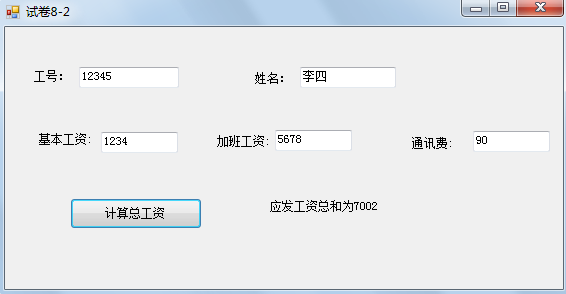 试卷8-2
工号： 12345 姓名： 李四
基本工资: 1234 加班工资: 5678 通讯费: 90
计算总工资 应发工资总和为7002